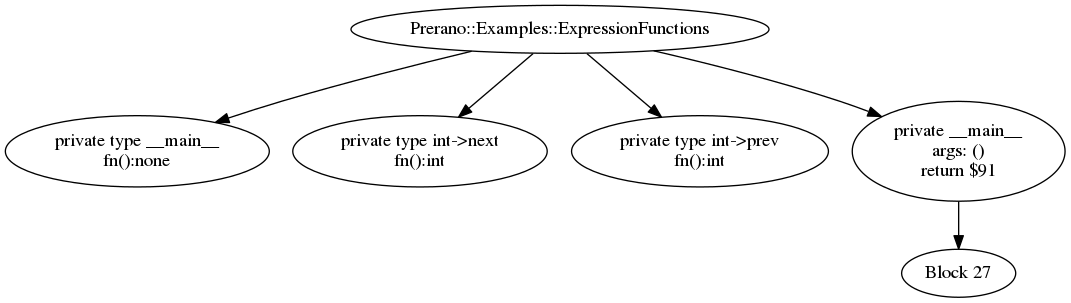 Prerano::Examples::ExpressionFunctions
private type __main__
fn():none
private type int->next
fn():int
private type int->prev
fn():int
private __main__
args: ()
return $91
Block 27